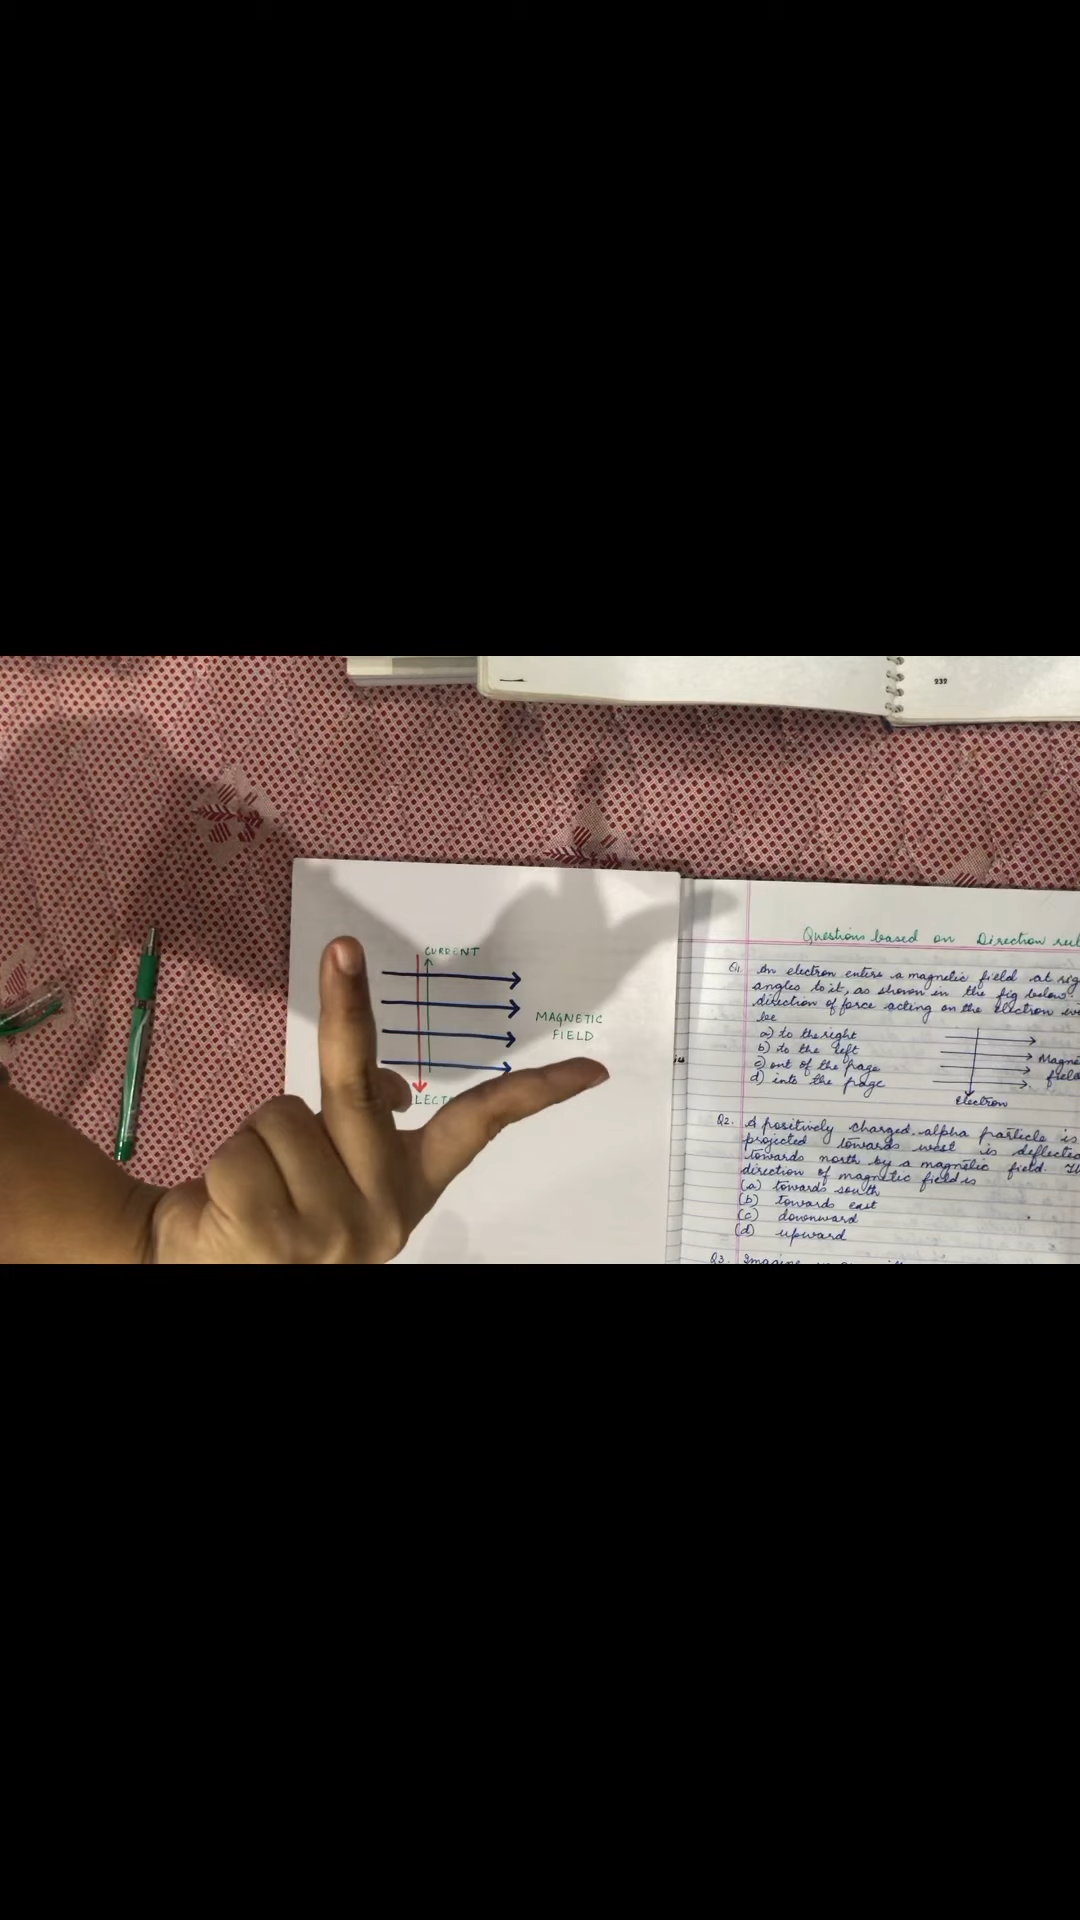 232
CURRENT
MAGNETIC
FIELD
Questions based on Direction
Q1. An electron enters a magnetic field at
angles to it, as shown in the fig below.
direction of force acting on the electron
be
a) to the right
b) to the left
c) out of the page
d) into the page
electron
Q2. A positively charged alpha particle is
projected towards west is deflected
towards north by a magnetic field.
direction of magnetic field is
(a) towards south
(b) towards east
(c) downward
(d) upward
Q3.